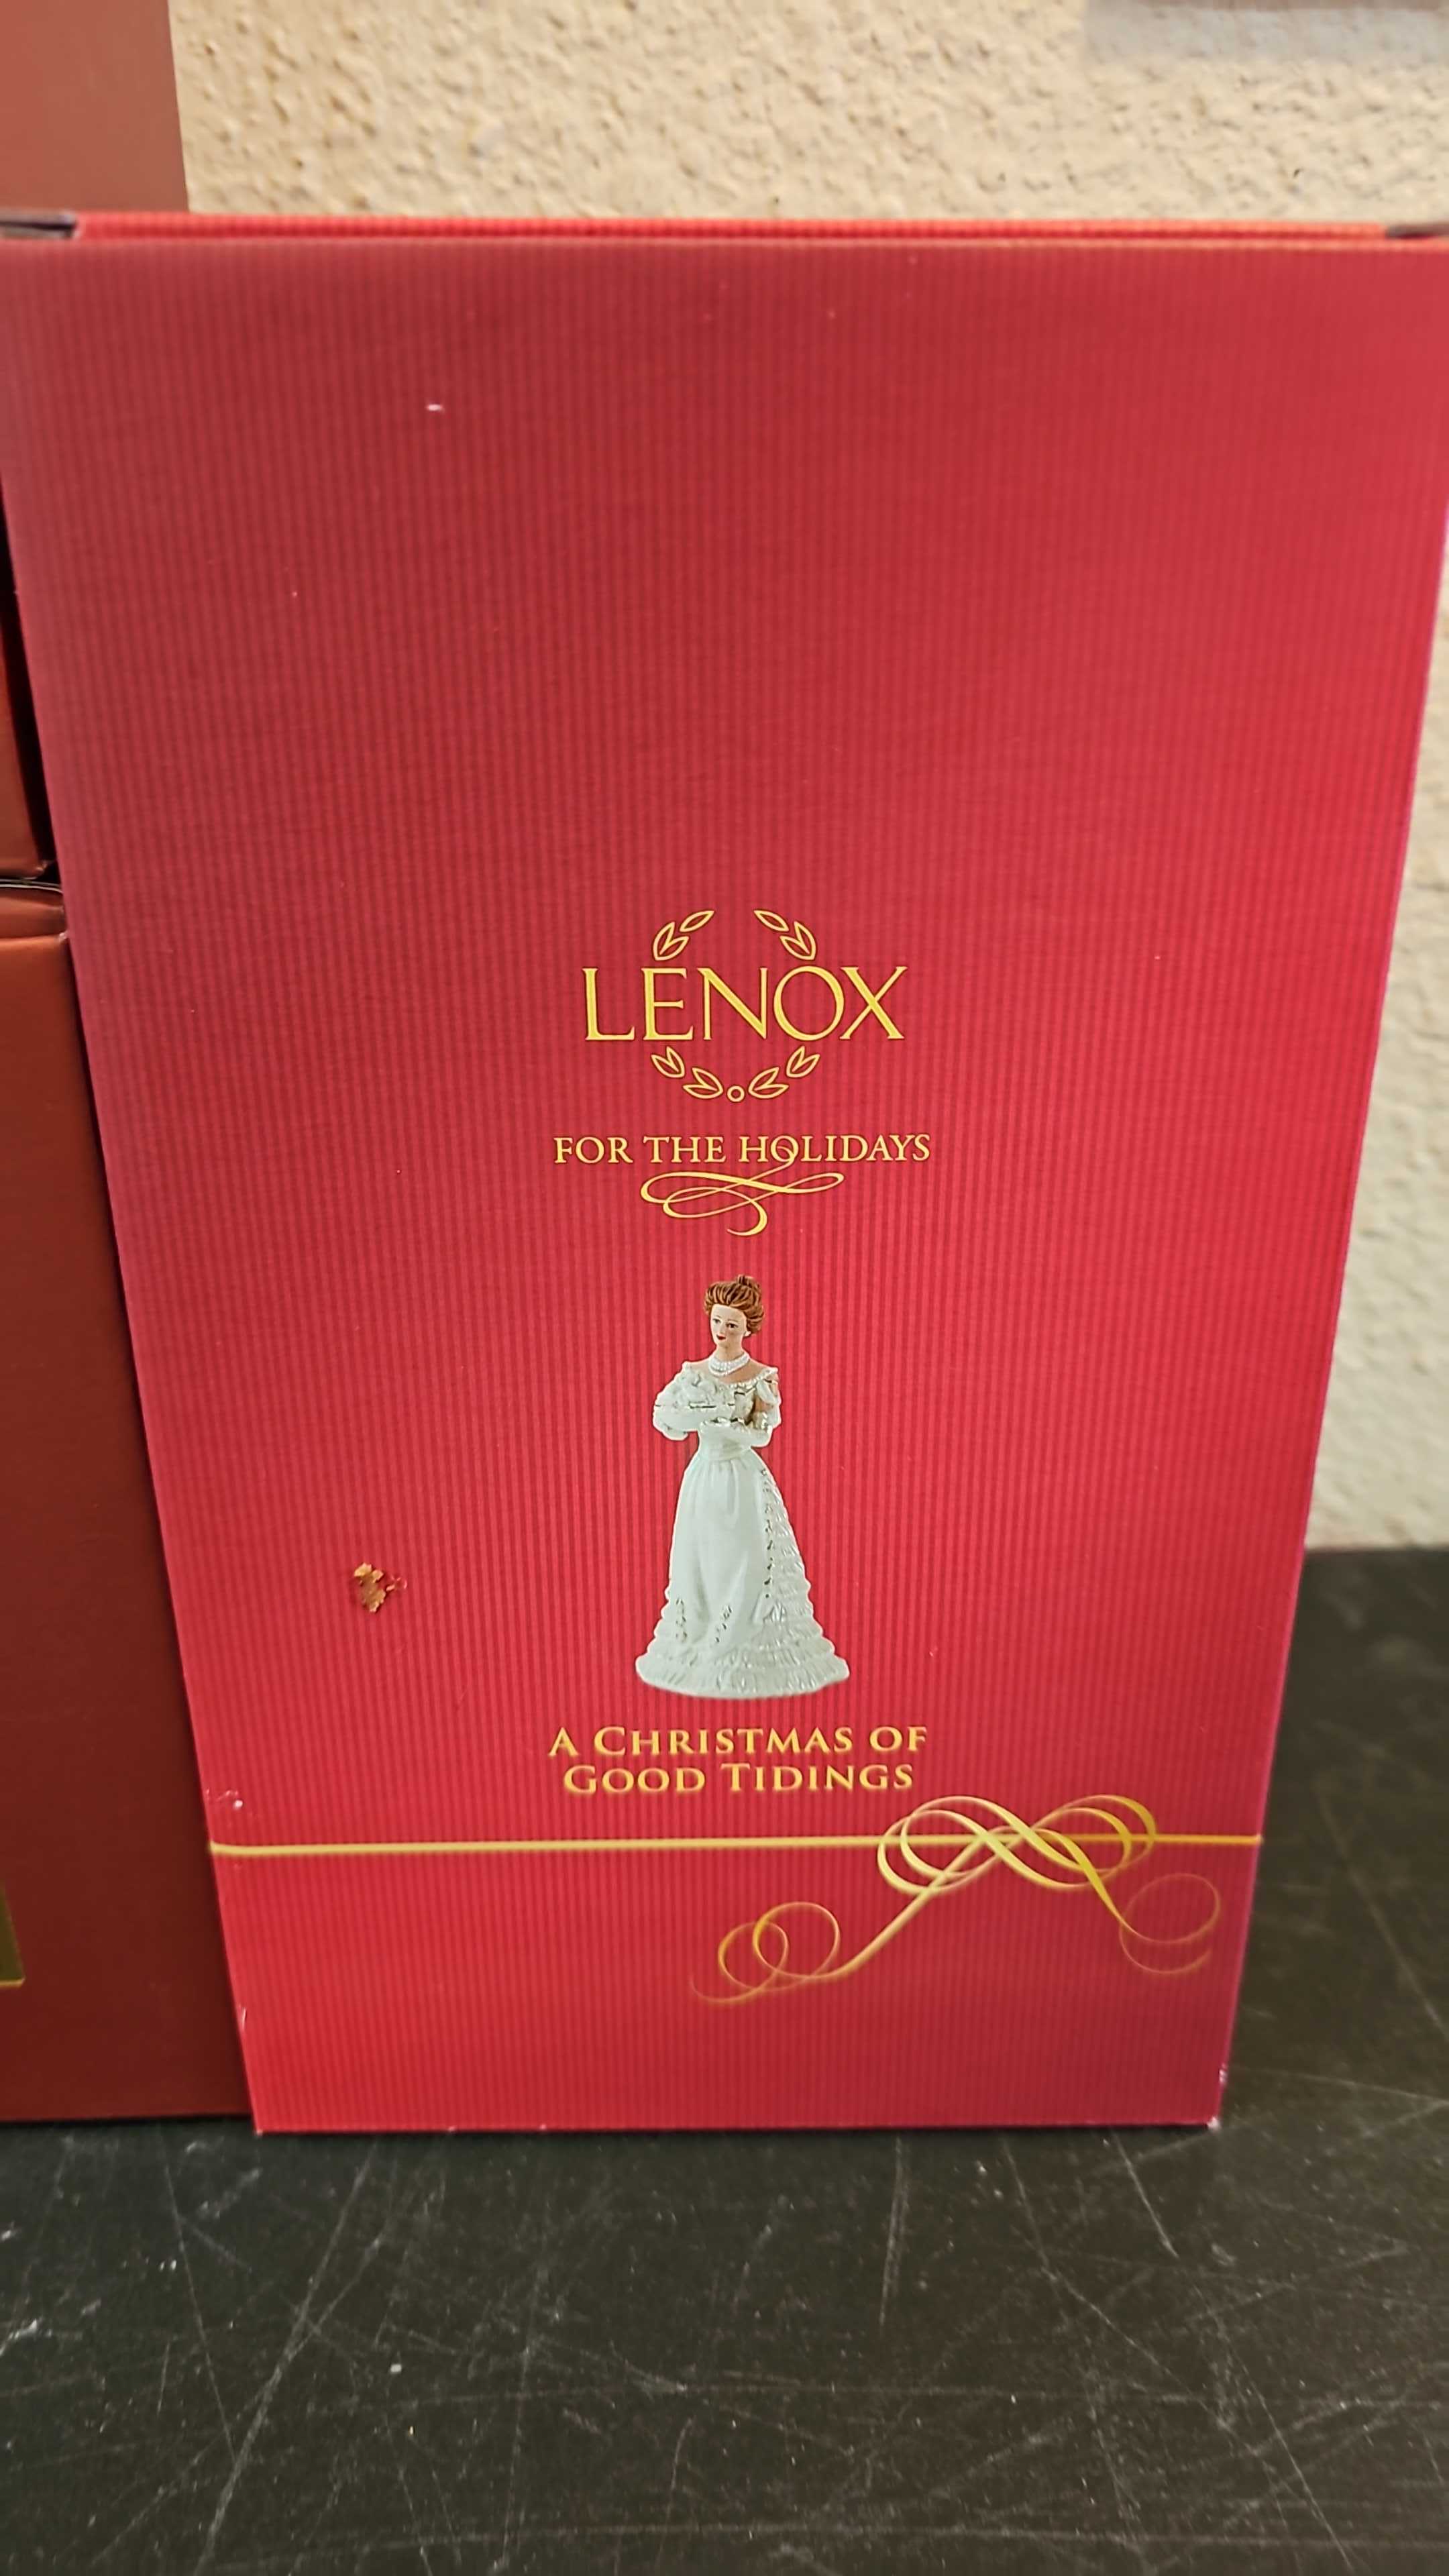 LENOX
FOR THE HOLIDAYS
A CHRISTMAS OF
GOOD TIDINGS